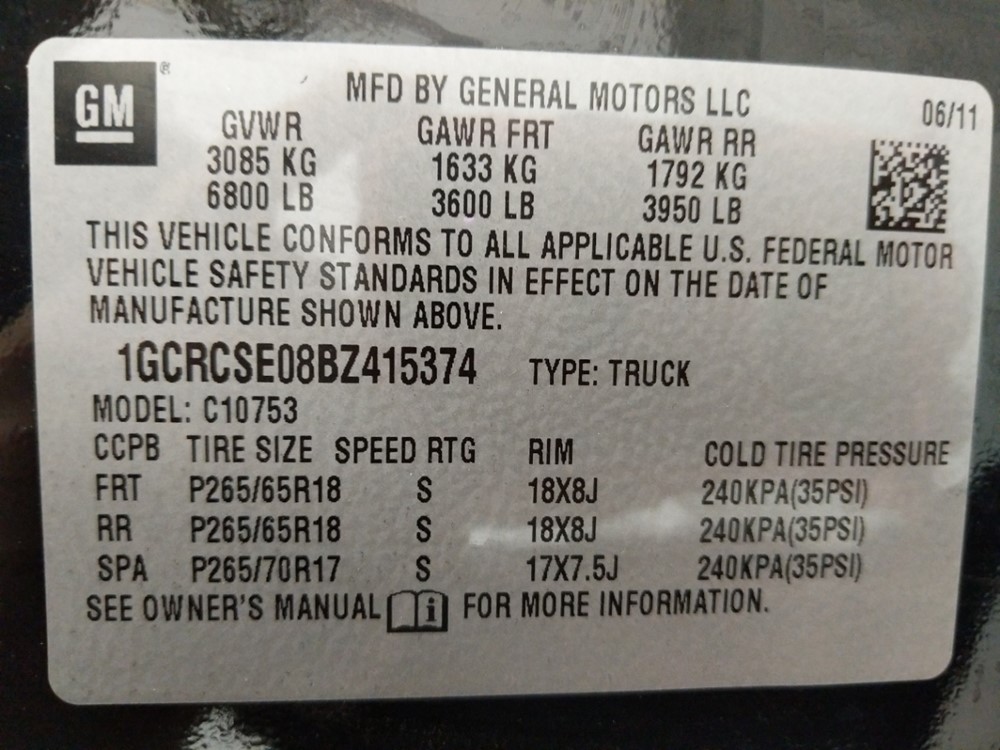 GM ®
MFD BY GENERAL MOTORS LLC 06/11
GVWR GAWR FRT GAWR RR
3085 KG 1633 KG 1792 KG
6800 LB 3600 LB 3950 LB
THIS VEHICLE CONFORMS TO ALL APPLICABLE U.S. FEDERAL MOTOR
VEHICLE SAFETY STANDARDS IN EFFECT ON THE DATE OF
MANUFACTURE SHOWN ABOVE.
1GCRCSE08BZ415374 TYPE: TRUCK
MODEL: C10753
CCPB TIRE SIZE SPEED RTG RIM COLD TIRE PRESSURE
FRT P265/65R18 S 18X8J 240KPA(35PSI)
RR P265/65R18 S 18X8J 240KPA(35PSI)
SPA P265/70R17 S 17X7.5J 240KPA(35PSI)
SEE OWNER'S MANUAL i FOR MORE INFORMATION.